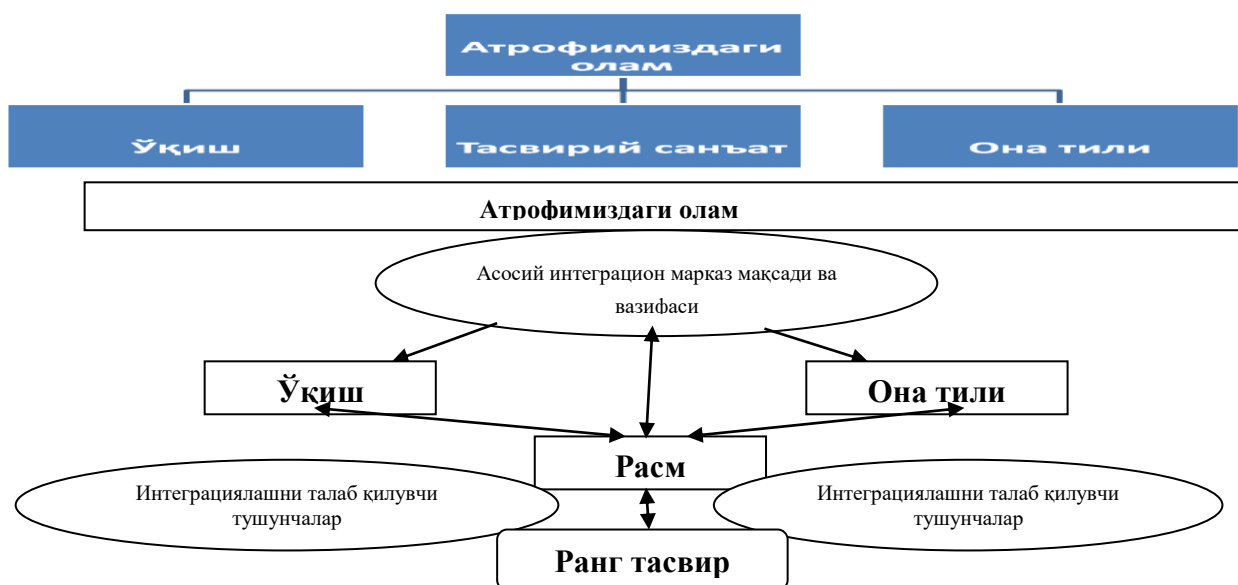 Атрофимиздаги
олам
Ўқиш
Тасвирий санъат
Она тили
Атрофимиздаги олам
Асосий интеграцион марказ мақсади ва
вазифаси
Ўқиш
Она тили
Расм
Интеграциялашни талаб қилувчи
тушунчалар
Интеграциялашни талаб қилувчи
тушунчалар
Ранг тасвир